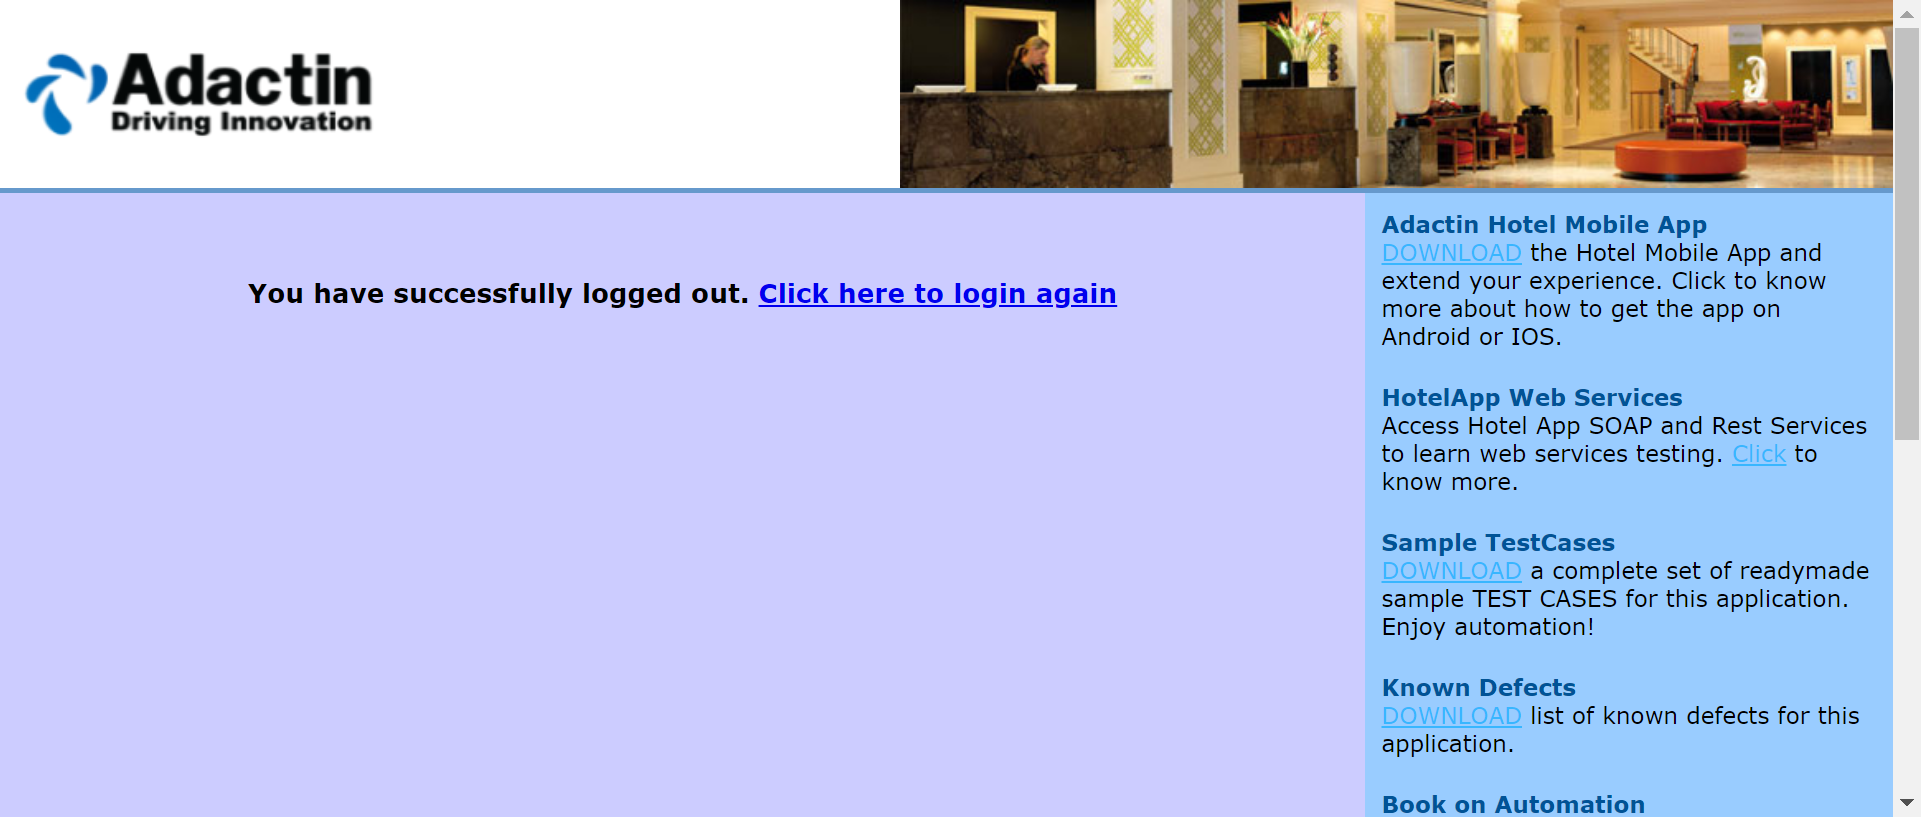 Adactin
Driving Innovation
You have successfully logged out. Click here to login again
Adactin Hotel Mobile App
DOWNLOAD the Hotel Mobile App and
extend your experience. Click to know
more about how to get the app on
Android or IOS.
HotelApp Web Services
Access Hotel App SOAP and Rest Services
to learn web services testing. Click to
know more.
Sample TestCases
DOWNLOAD a complete set of readymade
sample TEST CASES for this application.
Enjoy automation!
Known Defects
DOWNLOAD list of known defects for this
application.
Book on Automation